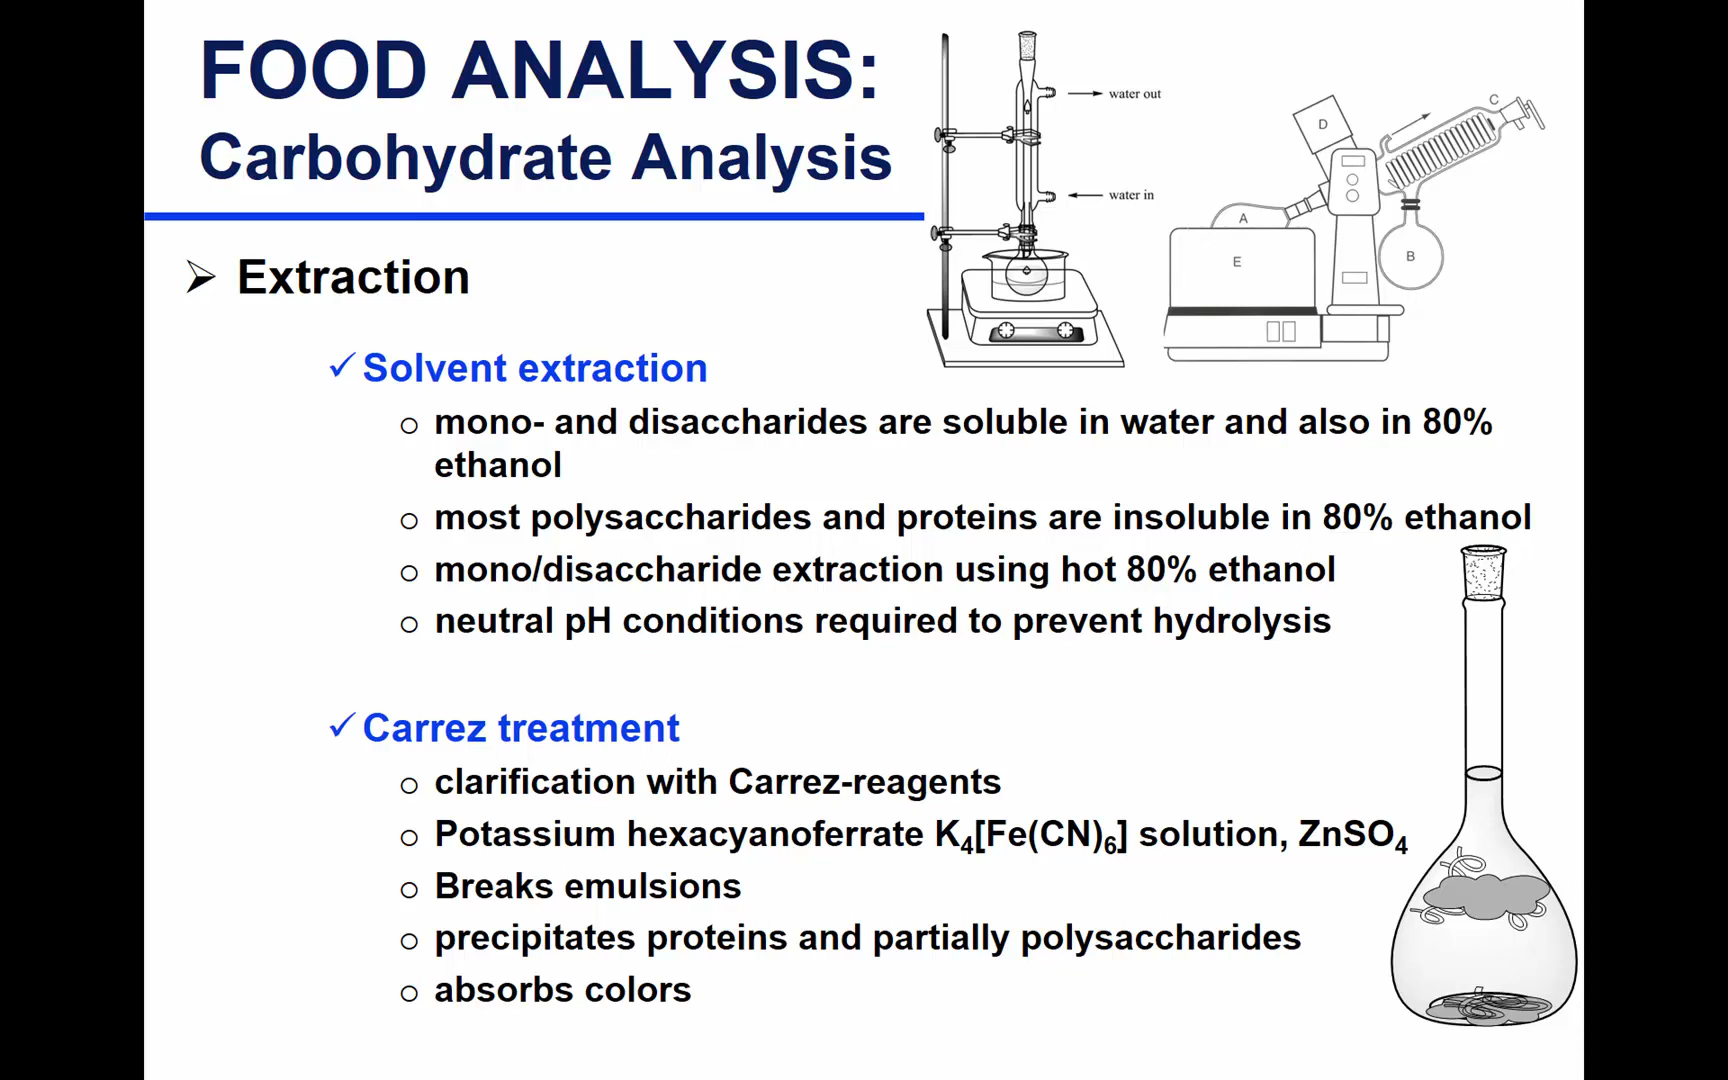 FOOD ANALYSIS:
Carbohydrate Analysis
water out
water in
A
B
C
D
E
➢ Extraction
✓ Solvent extraction
o mono- and disaccharides are soluble in water and also in 80%
ethanol
o most polysaccharides and proteins are insoluble in 80% ethanol
o mono/disaccharide extraction using hot 80% ethanol
o neutral pH conditions required to prevent hydrolysis
✓ Carrez treatment
o clarification with Carrez-reagents
o Potassium hexacyanoferrate K₄[Fe(CN)₆] solution, ZnSO₄
o Breaks emulsions
o precipitates proteins and partially polysaccharides
o absorbs colors